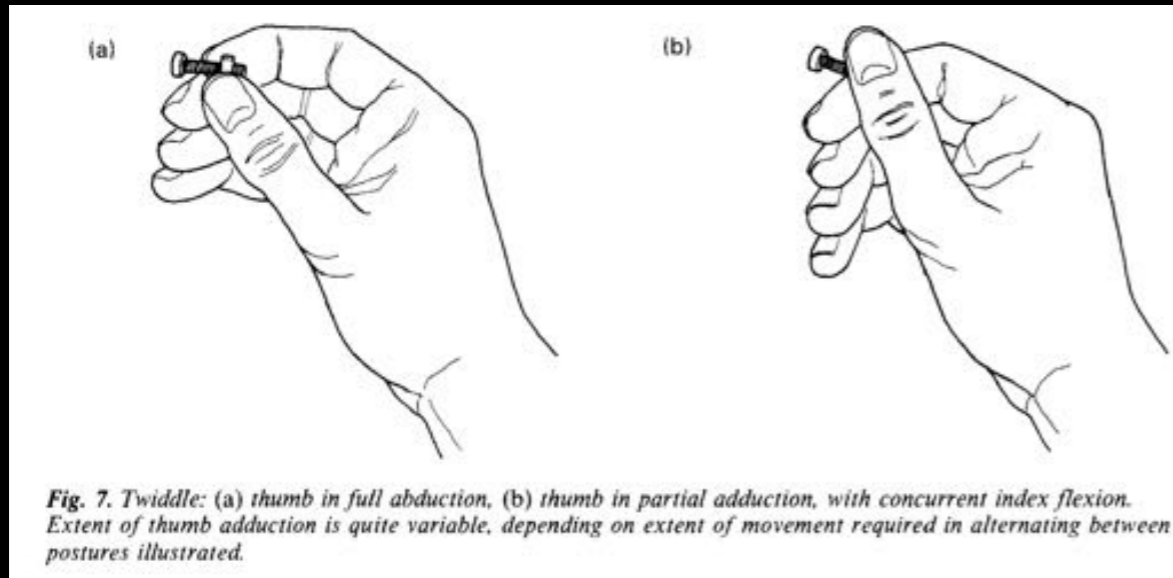 (a)
(b)
Fig. 7. Twiddle: (a) thumb in full abduction, (b) thumb in partial adduction, with concurrent index flexion.
Extent of thumb adduction is quite variable, depending on extent of movement required in alternating between
postures illustrated.